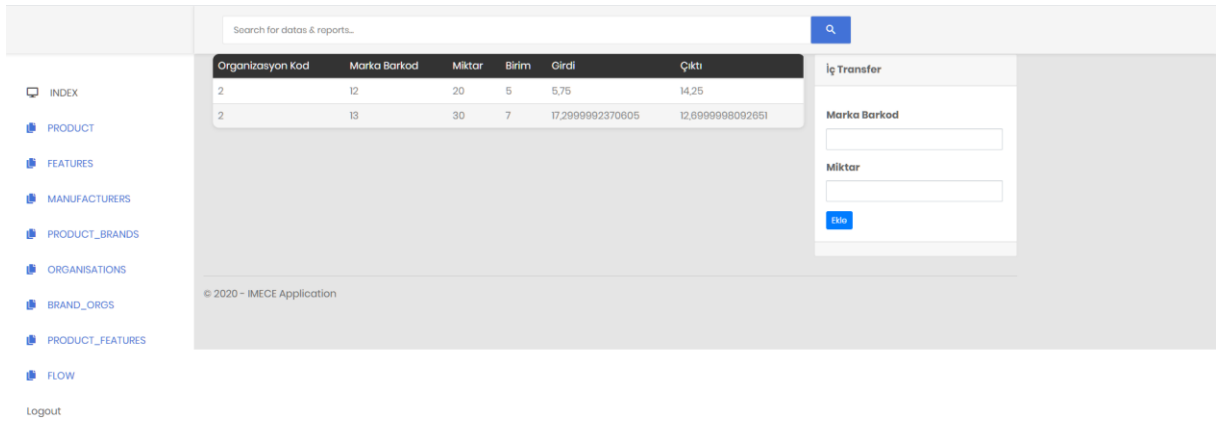 Search for datas & reports...
INDEX
PRODUCT
FEATURES
MANUFACTURERS
PRODUCT_BRANDS
ORGANISATIONS
BRAND_ORGS
PRODUCT_FEATURES
FLOW
Logout
Organizasyon Kod Marka Barkod Miktar Birim Girdi Çıktı
2 12 20 5 5,75 14,25
2 13 30 7 17,2999992370605 12,6999998092651
İç Transfer
Marka Barkod
Miktar
Ekle
© 2020 - IMECE Application